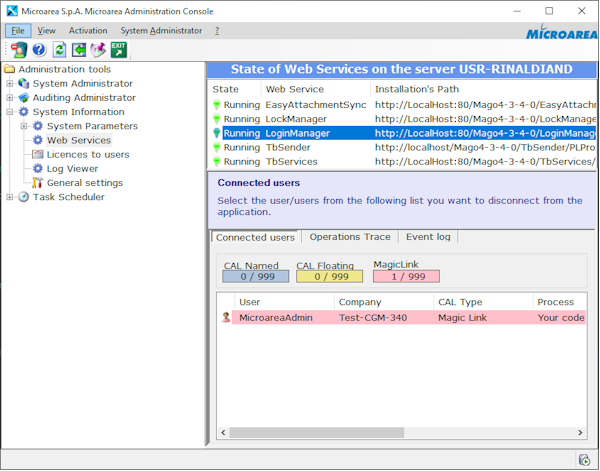 Microarea S.p.A. Microarea Administration Console
File View Activation System Administrator ?
MICROAREA
EXIT
Administration tools
System Administrator
Auditing Administrator
System Information
System Parameters
Web Services
Licences to users
Log Viewer
General settings
Task Scheduler
State of Web Services on the server USR-RINALDIAND
State Web Service Installation's Path
Running EasyAttachmentSync http://LocalHost:80/Mago4-3-4-0/EasyAttachm
Running LockManager http://LocalHost:80/Mago4-3-4-0/LockManage
Running LoginManager http://LocalHost:80/Mago4-3-4-0/LoginManage
Running TbSender http://localhost/Mago4-3-4-0/TbSender/PLPro
Running TbServices http://LocalHost:80/Mago4-3-4-0/TbServices/
Connected users
Select the user/users from the following list you want to disconnect from the
application.
Connected users Operations Trace Event log
CAL Named CAL Floating MagicLink
0 / 999 0 / 999 1 / 999
User Company CAL Type Process
MicroareaAdmin Test-CGM-340 Magic Link Your code